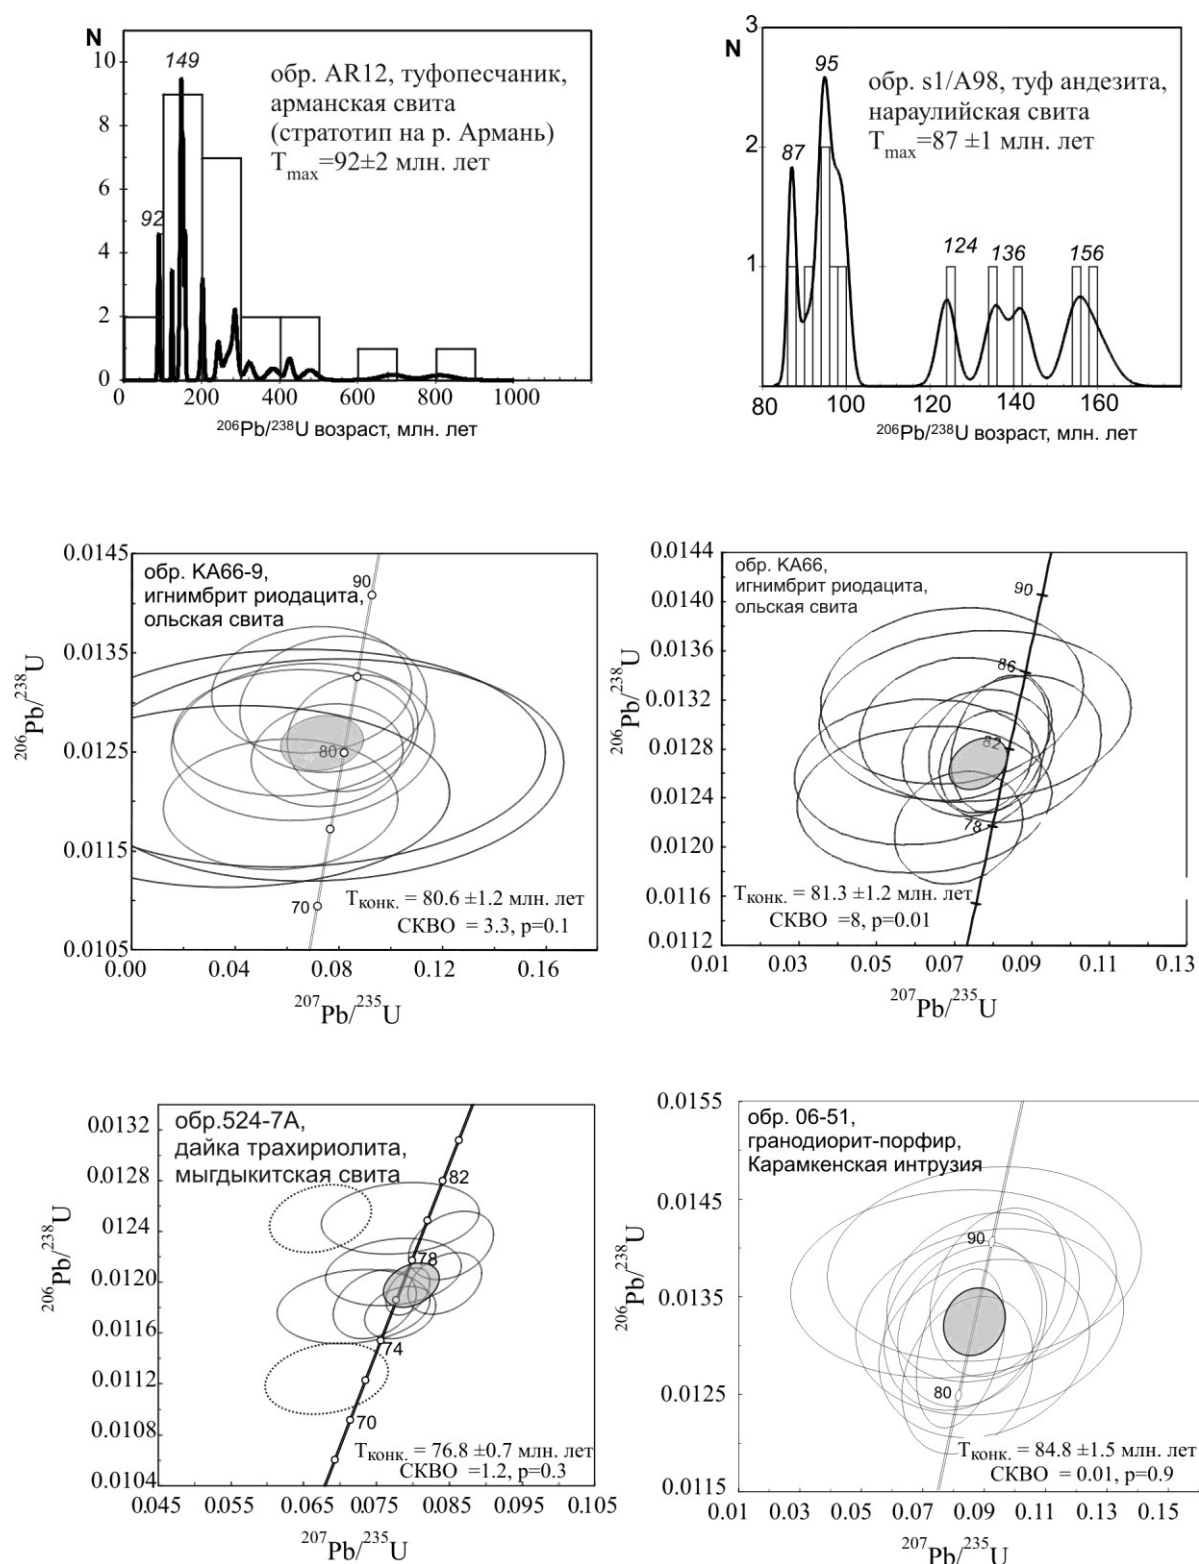 N
10
8
6
4
2
0
149
92
обр. AR12, туфопесчаник,
арманская свита
(стратотип на р. Армань)
Tmax=92±2 млн. лет
0 200 400 600 800 1000
206Pb/238U возраст, млн. лет
3
N
2
1
95
87
124 136 156
обр. s1/A98, туф андезита,
нараулийская свита
Tmax=87 ±1 млн. лет
80 100 120 140 160
206Pb/238U возраст, млн. лет
0.0145
0.0135
0.0125
0.0115
0.0105
206Pb/238U
обр. КА66-9,
игнимбрит риодацита,
ольская свита
90
80
70
Tконк. = 80.6 ±1.2 млн. лет
СКВО = 3.3, p=0.1
0.00 0.04 0.08 0.12 0.16
207Pb/235U
0.0144
0.0140
0.0136
0.0132
0.0128
0.0124
0.0120
0.0116
0.0112
206Pb/238U
обр. КА66,
игнимбрит риодацита,
ольская свита
90
86
82
78
Tконк. = 81.3 ±1.2 млн. лет
СКВО =8, p=0.01
0.01 0.03 0.05 0.07 0.09 0.11 0.13
207Pb/235U
0.0132
0.0128
0.0124
0.0120
0.0116
0.0112
0.0108
0.0104
206Pb/238U
обр.524-7А,
дайка трахириолита,
мыгдыкитская свита
82
78
74
70
Tконк. = 76.8 ±0.7 млн. лет
СКВО =1.2, p=0.3
0.045 0.055 0.065 0.075 0.085 0.095 0.105
207Pb/235U
0.0155
0.0145
0.0135
0.0125
0.0115
206Pb/238U
обр. 06-51,
гранодиорит-порфир,
Карамкенская интрузия
90
80
Tконк. = 84.8 ±1.5 млн. лет
СКВО = 0.01, p=0.9
0.01 0.03 0.05 0.07 0.09 0.11 0.13 0.1
207Pb/235U